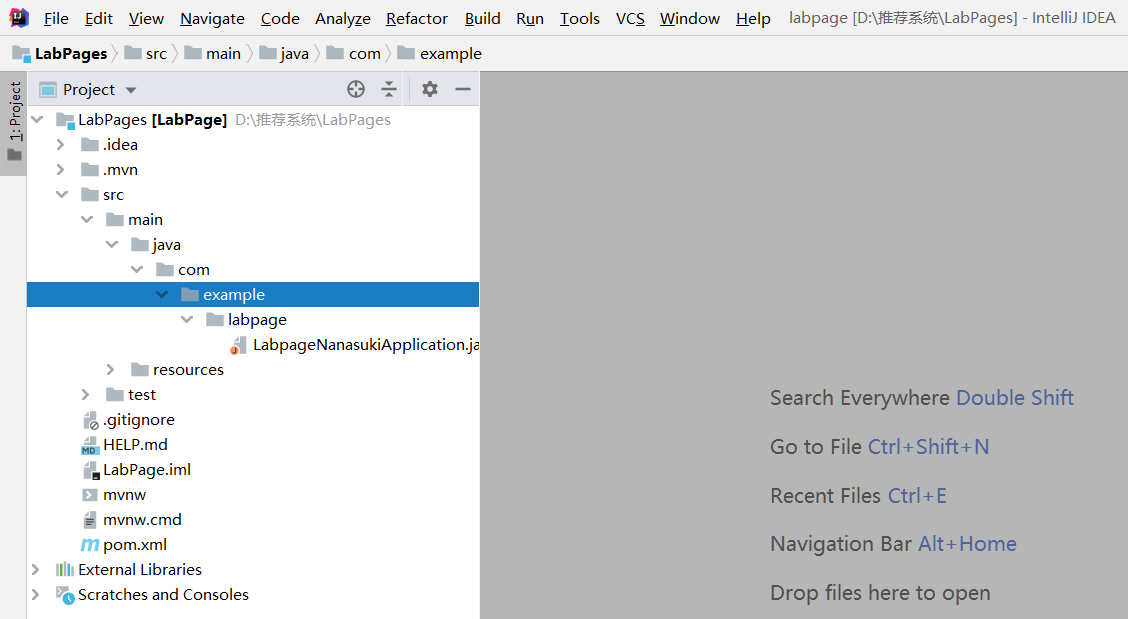 File Edit View Navigate Code Analyze Refactor Build Run Tools VCS Window Help labpage [D:\推荐系统\LabPages] - IntelliJ IDEA
LabPages src main java com example
1: Project
Project
LabPages [LabPage] D:\推荐系统\LabPages
.idea
.mvn
src
main
java
com
example
labpage
LabpageNanasukiApplication.ja
resources
test
.gitignore
HELP.md
LabPage.iml
mvnw
mvnw.cmd
pom.xml
External Libraries
Scratches and Consoles
Search Everywhere Double Shift
Go to File Ctrl+Shift+N
Recent Files Ctrl+E
Navigation Bar Alt+Home
Drop files here to open